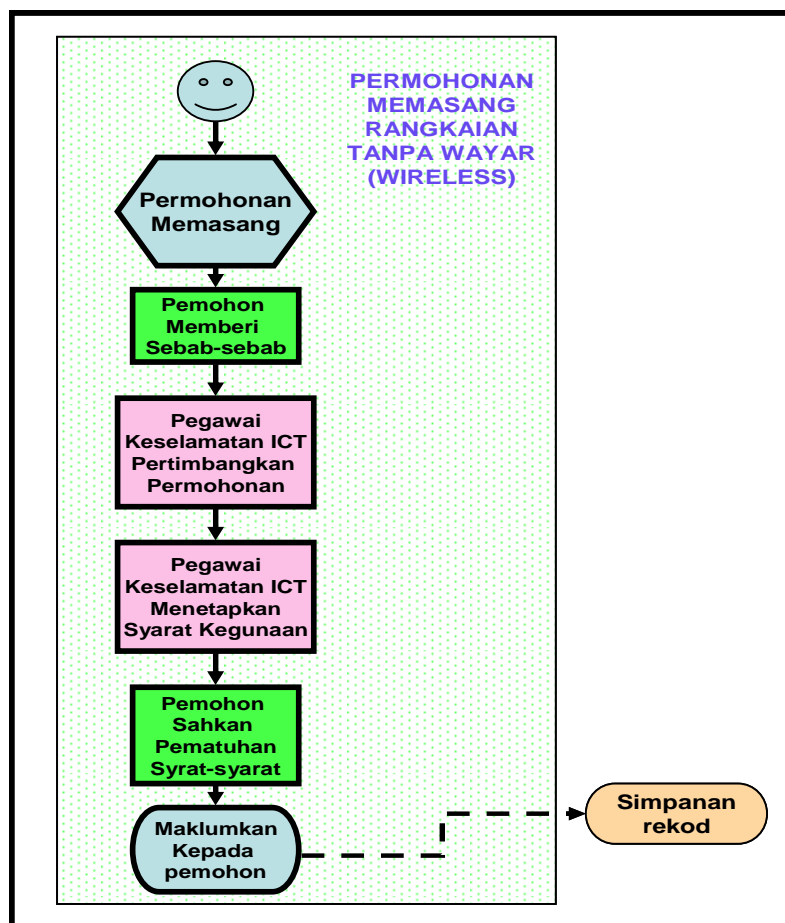 PERMOHONAN
MEMASANG
RANGKAIAN
TANPA WAYAR
(WIRELESS)
Permohonan
Memasang
Pemohon
Memberi
Sebab-sebab
Pegawai
Keselamatan ICT
Pertimbangkan
Permohonan
Pegawai
Keselamatan ICT
Menetapkan
Syarat Kegunaan
Pemohon
Sahkan
Pematuhan
Syrat-syarat
Maklumkan
Kepada
pemohon
Simpanan
rekod